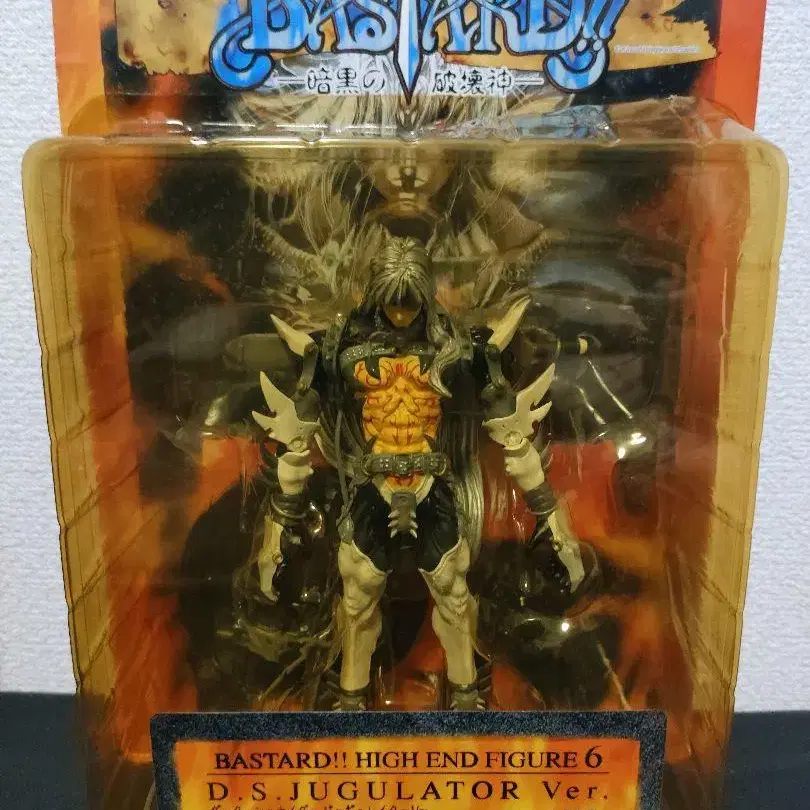 BASTARD!!
暗黒の破壊神
BASTARD!! HIGH END FIGURE 6
D.S.JUGULATOR Ver.